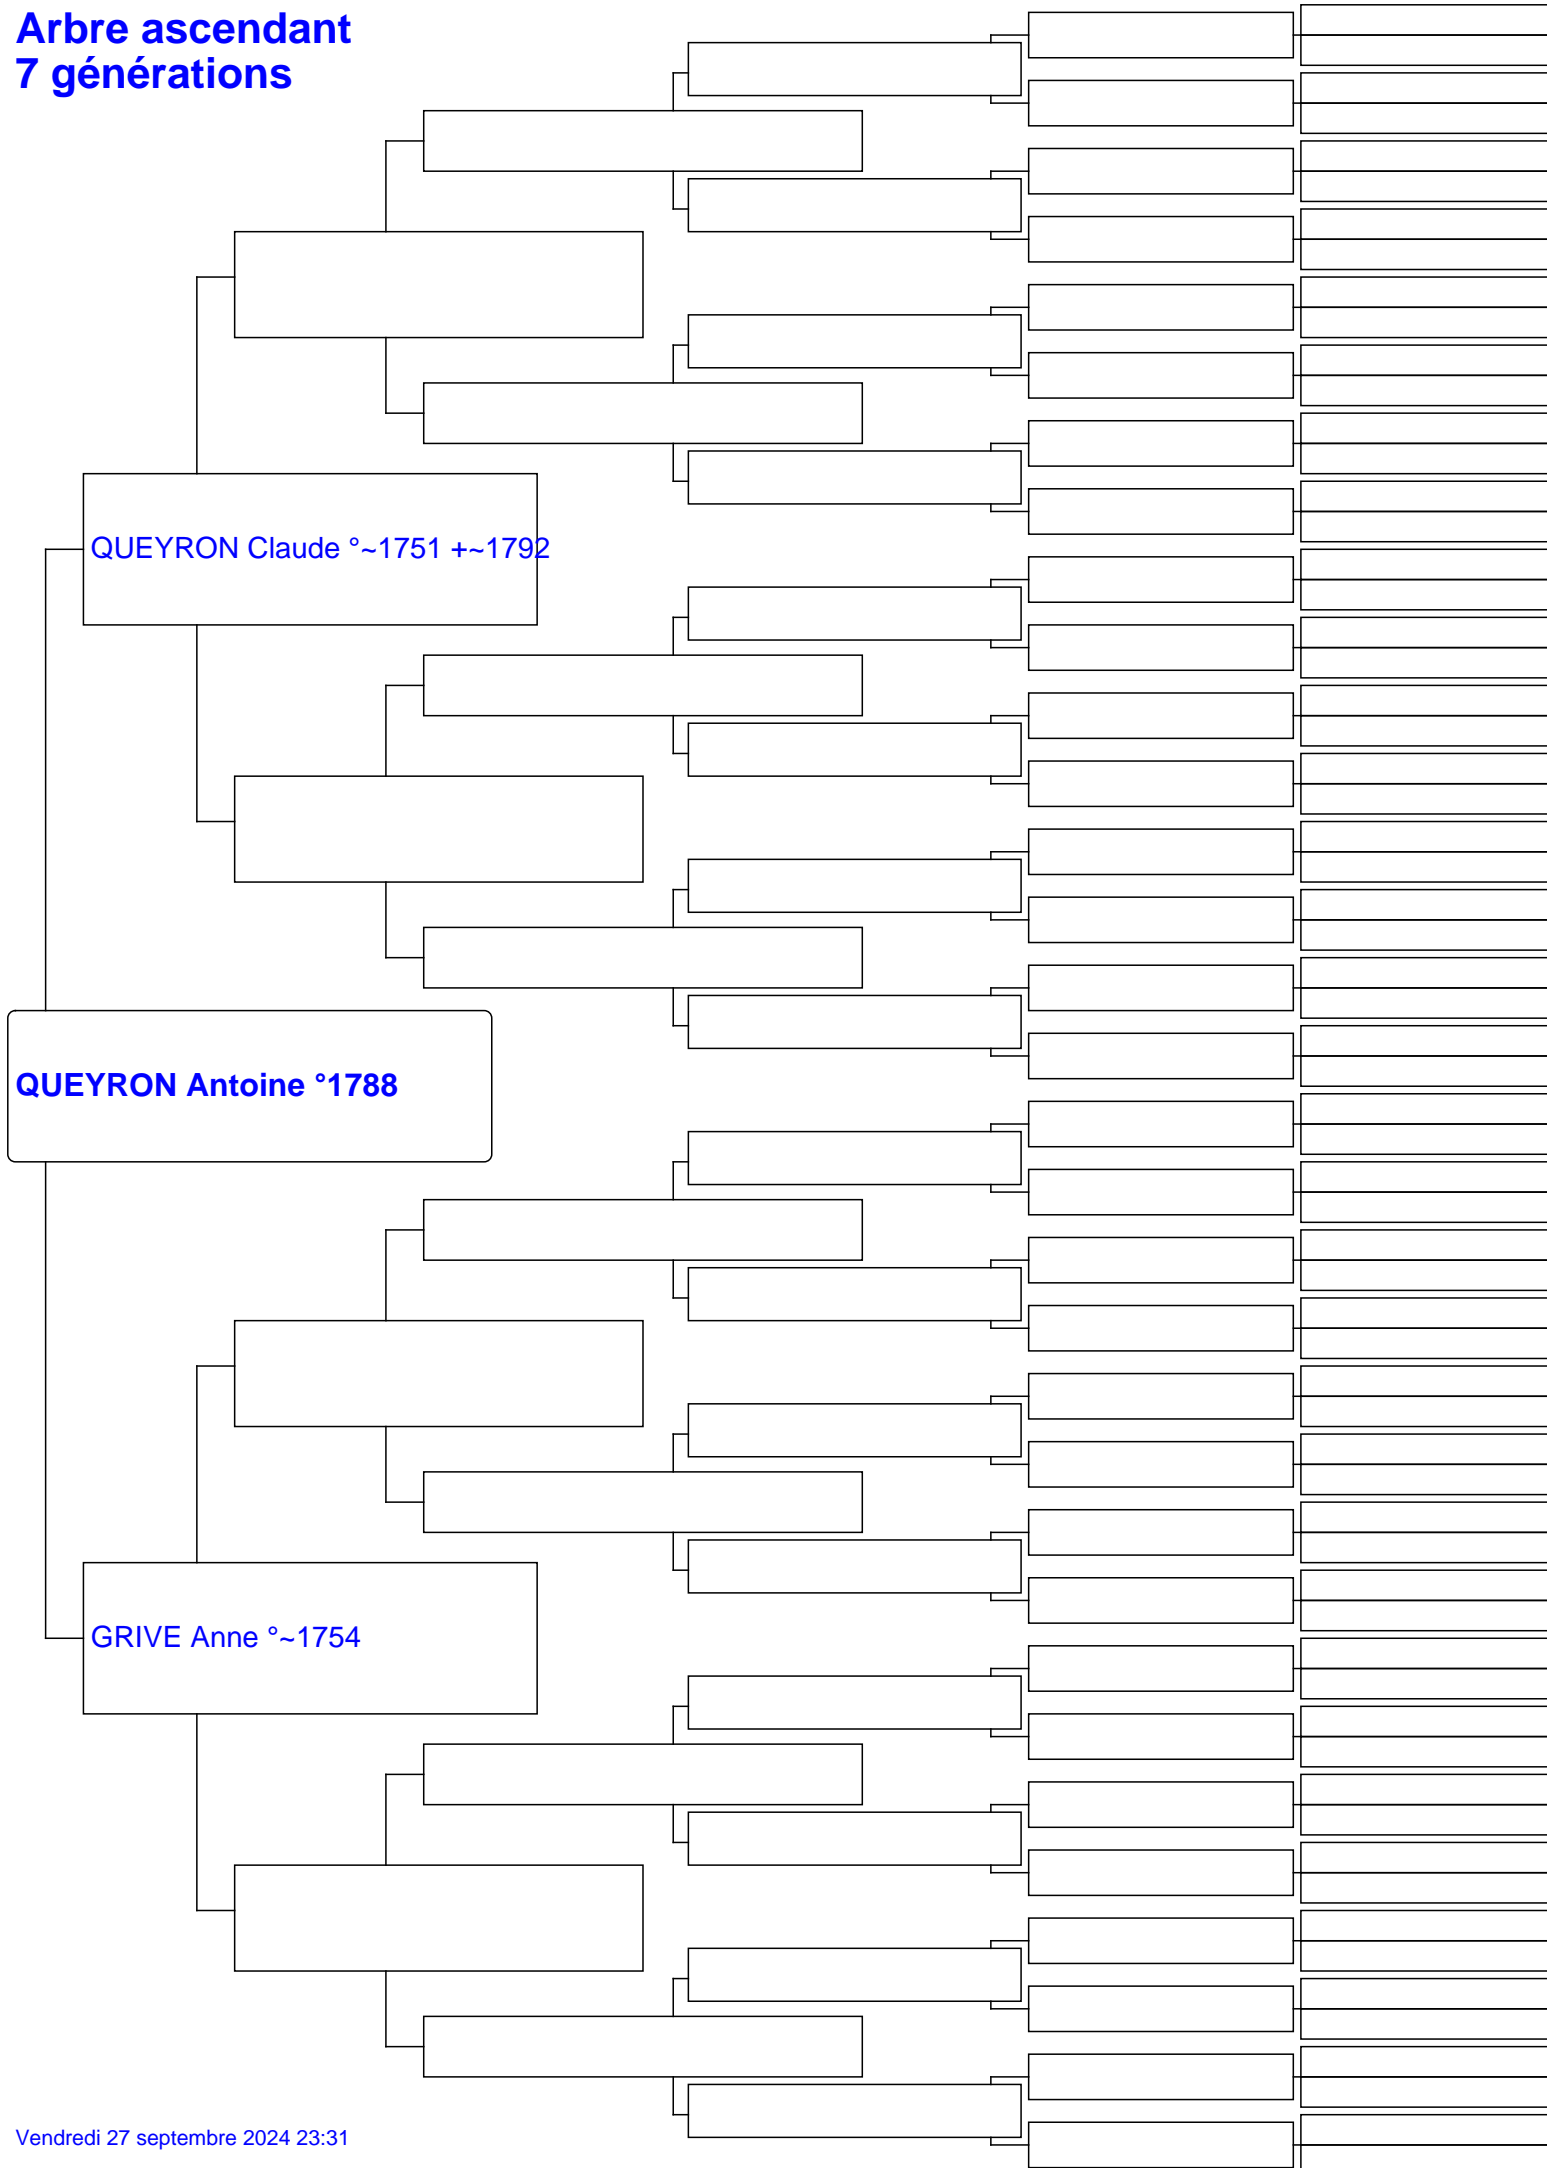 Arbre ascendant
7 générations
QUEYRON Claude °~1751 +~1792
QUEYRON Antoine °1788
GRIVE Anne °~1754
Vendredi 27 septembre 2024 23:31